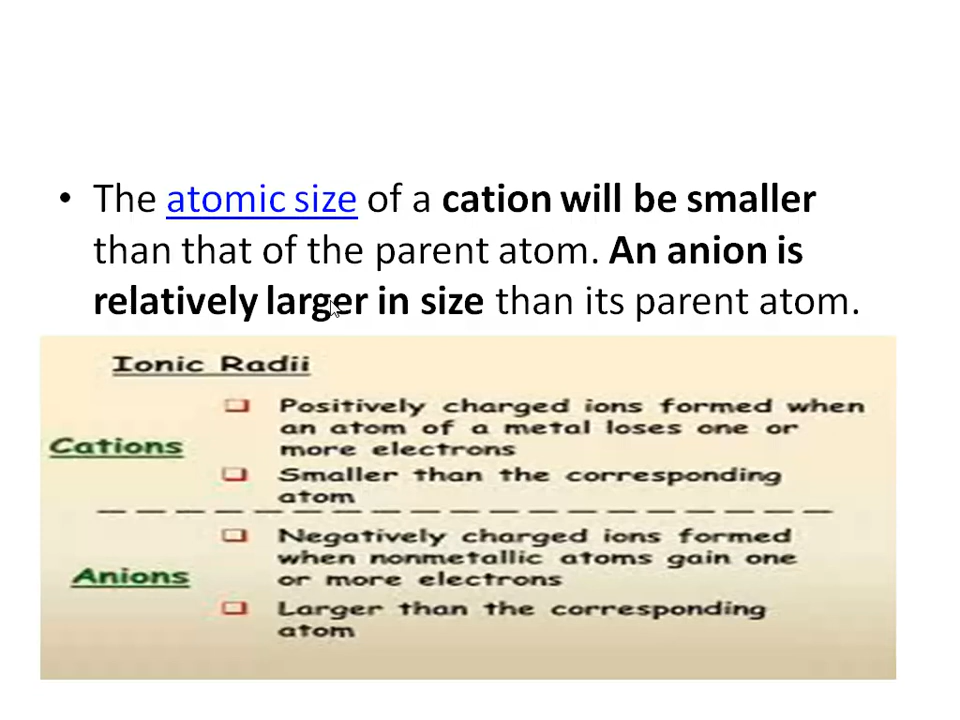 • The atomic size of a cation will be smaller
than that of the parent atom. An anion is
relatively larger in size than its parent atom.
Ionic Radii
Cations
Positively charged ions formed when
an atom of a metal loses one or
more electrons
Smaller than the corresponding
atom
Anions
Negatively charged ions formed
when nonmetallic atoms gain one
or more electrons
Larger than the corresponding
atom